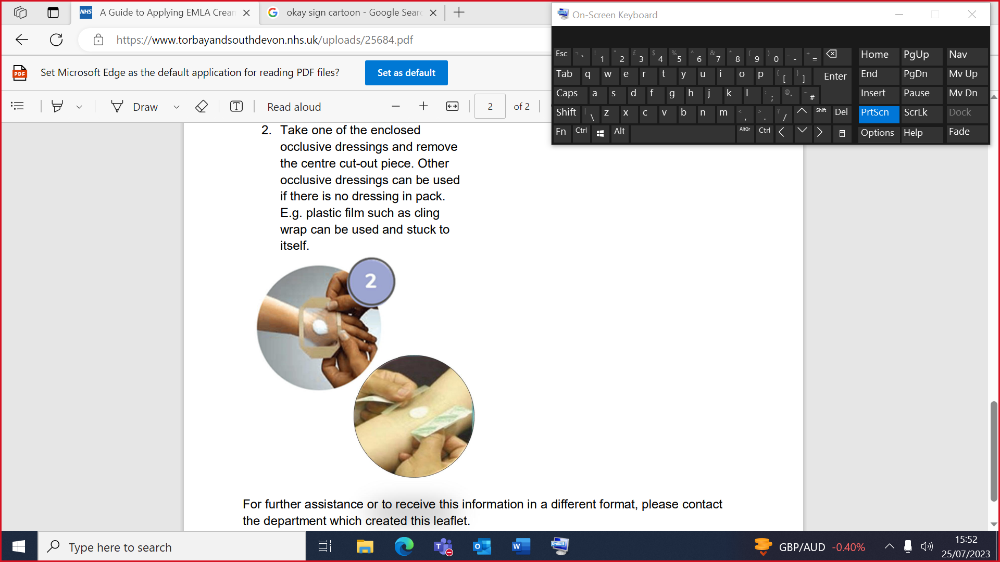 NHS A Guide to Applying EMLA Crean
okay sign cartoon - Google Searc
On-Screen Keyboard
https://www.torbayandsouthdevon.nhs.uk/uploads/25684.pdf
PDF Set Microsoft Edge as the default application for reading PDF files? Set as default
Draw Read aloud 2 of 2
Esc ¬ ` ! 1 " 2 £ 3 $ 4 % 5 ^ 6 & 7 * 8 ( 9 ) 0 _ - + = Home PgUp Nav
Tab q w e r t y u i o p { [ } ] Enter End PgDn Mv Up
Caps a s d f g h j k l : ; @ ' ~ # Insert Pause Mv Dn
Shift | \ z x c v b n m < , > . ? / Shift Del PrtScn ScrLk Dock
Fn Ctrl Alt AltGr Ctrl Options Help Fade
2. Take one of the enclosed
occlusive dressings and remove
the centre cut-out piece. Other
occlusive dressings can be used
if there is no dressing in pack.
E.g. plastic film such as cling
wrap can be used and stuck to
itself.
2
For further assistance or to receive this information in a different format, please contact
the department which created this leaflet.
Type here to search
GBP/AUD -0.40%
15:52
25/07/2023